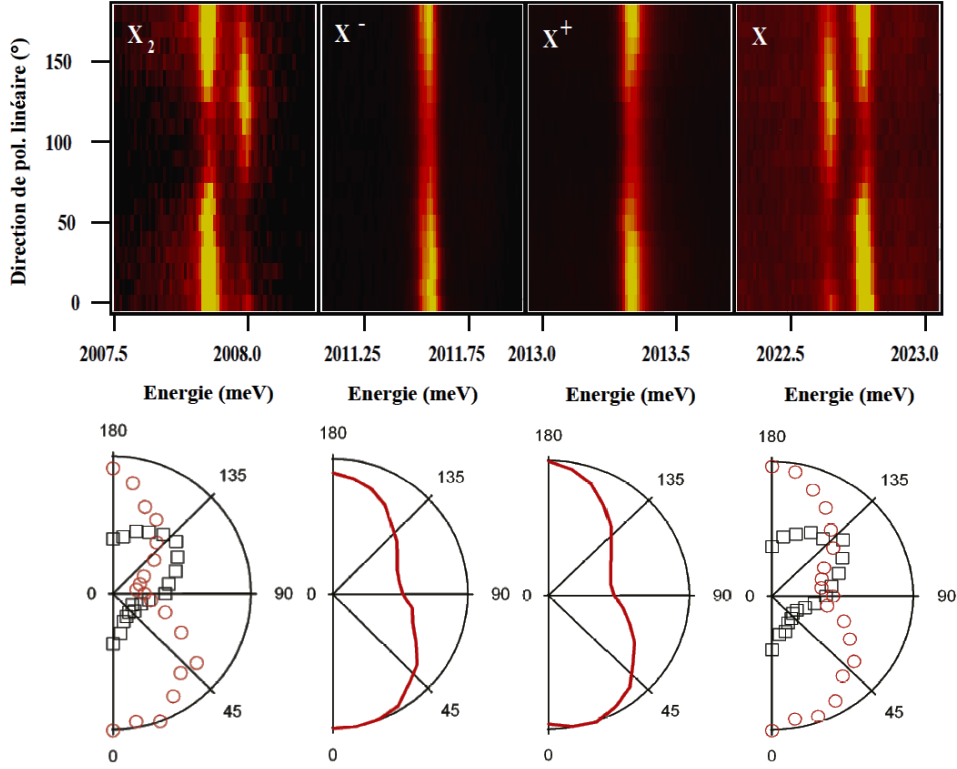 Direction de pol. linéaire (°)
150
100
50
0
X₂
X⁻
X⁺
X
2007.5 2008.0 2011.25 2011.75 2013.0 2013.5 2022.5 2023.0
Energie (meV) Energie (meV) Energie (meV) Energie (meV)
180 180 180 180
135 135 135 135
0 90 0 90 0 90 0 90
45 45 45 45
0 0 0 0